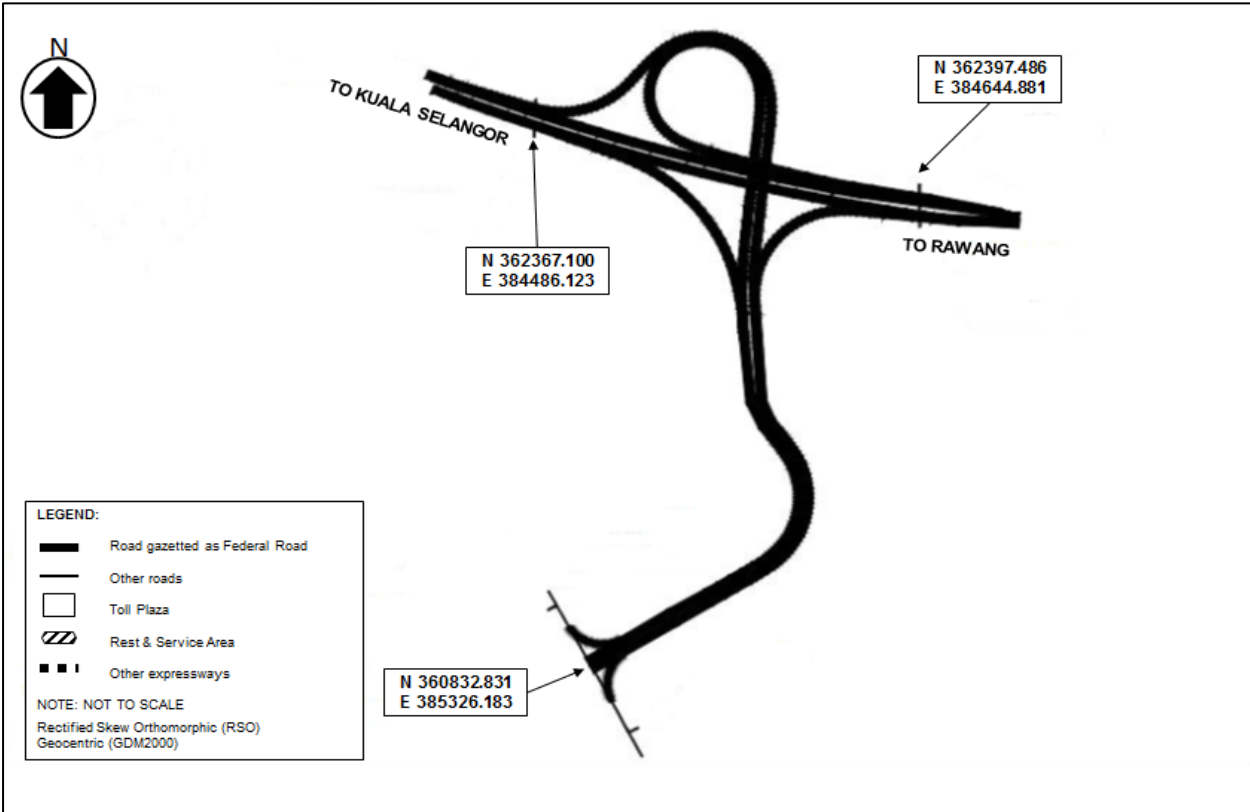 N
TO KUALA SELANGOR
N 362397.486
E 384644.881
N 362367.100
E 384486.123
TO RAWANG
LEGEND:
Road gazetted as Federal Road
Other roads
Toll Plaza
Rest & Service Area
Other expressways
NOTE: NOT TO SCALE
Rectified Skew Orthomorphic (RSO)
Geocentric (GDM2000)
N 360832.831
E 385326.183